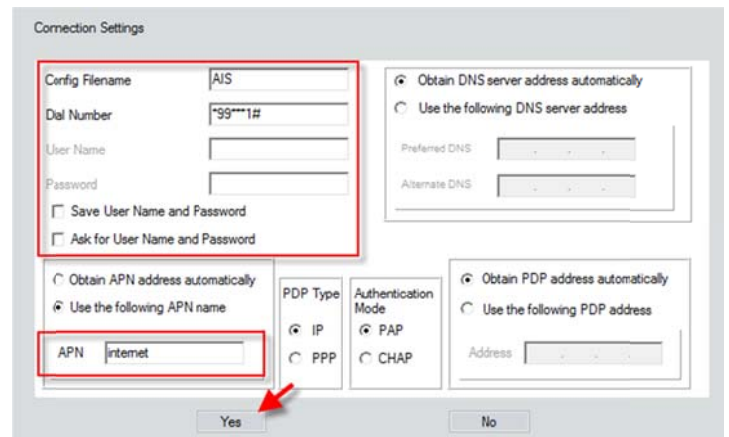 Connection Settings
Config Filename AIS
Dial Number *99***1#
User Name
Password
Save User Name and Password
Ask for User Name and Password
Obtain DNS server address automatically
Use the following DNS server address
Preferred DNS . . .
Alternate DNS . . .
Obtain APN address automatically
Use the following APN name
APN internet
PDP Type
IP
PPP
Authentication
Mode
PAP
CHAP
Obtain PDP address automatically
Use the following PDP address
Address . . .
Yes
No